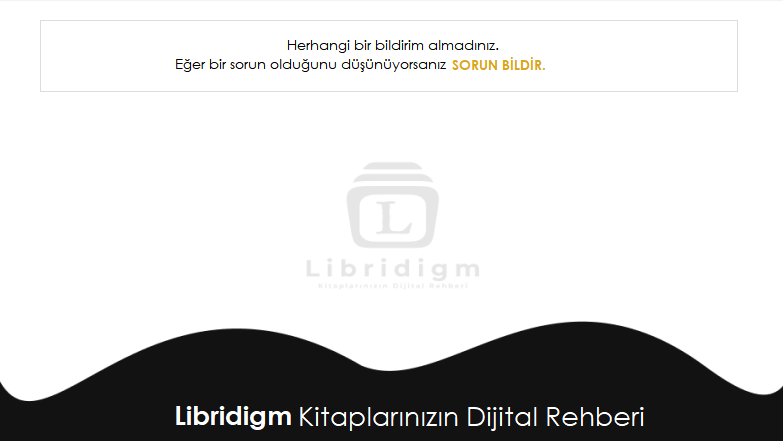 Herhangi bir bildirim almadınız.
Eğer bir sorun olduğunu düşünüyorsanız SORUN BİLDİR.
L
Libridigm
Kitaplarınızın Dijital Rehberi
Libridigm Kitaplarınızın Dijital Rehberi